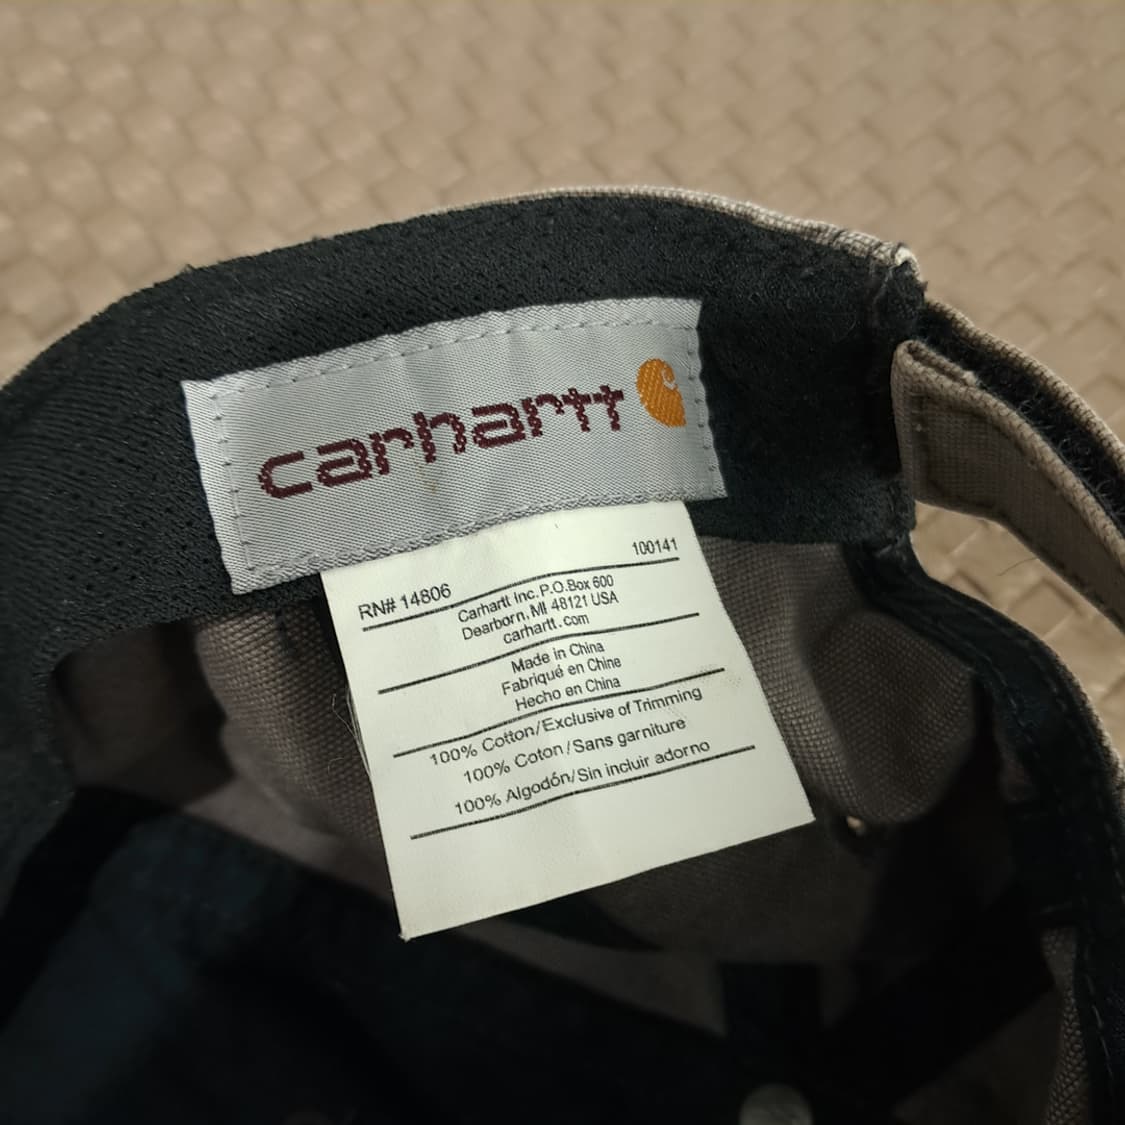 carhartt
RN# 14806 100141
Carhartt Inc. P.O.Box 600
Dearborn, MI 48121 USA
carhartt.com
Made in China
Fabriqué en Chine
Hecho en China
100% Cotton/Exclusive of Trimming
100% Coton/Sans garniture
100% Algodón/Sin incluir adorno